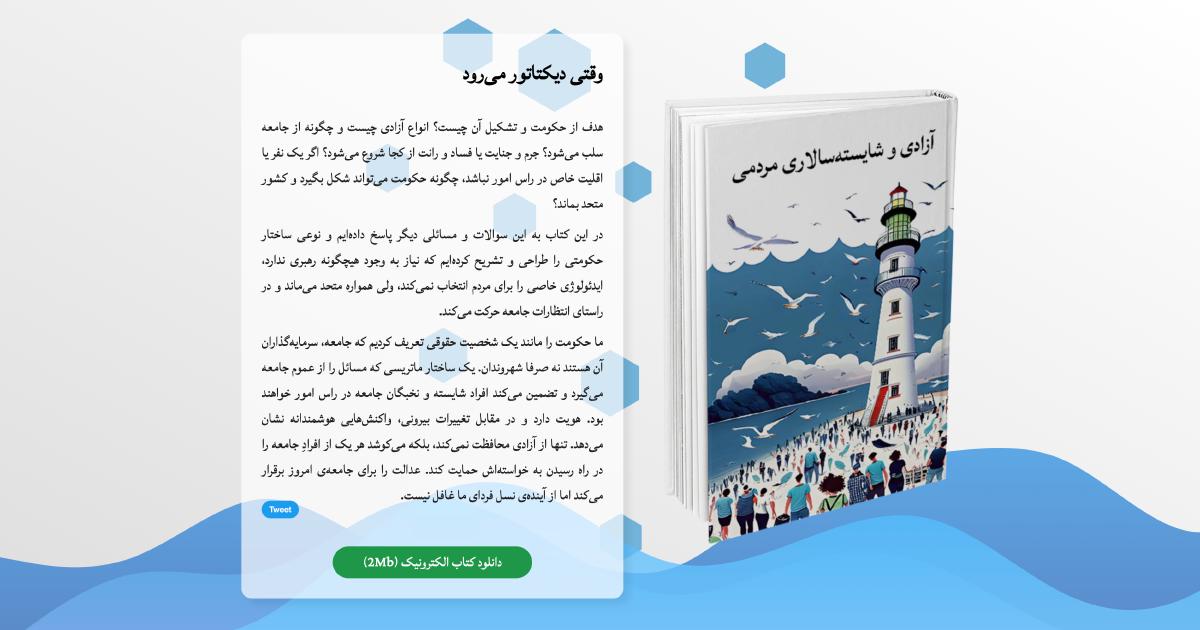 وقتی دیکتاتور می‌رود
هدف از حکومت و تشکیل آن چیست؟ انواع آزادی چیست و چگونه از جامعه
سلب می‌شود؟ جرم و جنایت یا فساد و رانت از کجا شروع می‌شود؟ اگر یک نفر یا
اقلیت خاص در راس امور نباشد، چگونه حکومت می‌تواند شکل بگیرد و کشور
متحد بماند؟
در این کتاب به این سوالات و مسائلی دیگر پاسخ داده‌ایم و نوعی ساختار
حکومتی را طراحی و تشریح کرده‌ایم که نیاز به وجود هیچگونه رهبری ندارد،
ایدئولوژی خاصی را برای مردم انتخاب نمی‌کند، ولی همواره متحد می‌ماند و در
راستای انتظارات جامعه حرکت می‌کند.
ما حکومت را مانند یک شخصیت حقوقی تعریف کردیم که جامعه، سرمایه‌گذاران
آن هستند نه صرفا شهروندان. یک ساختار ماتریسی که مسائل را از عموم جامعه
می‌گیرد و تضمین می‌کند افراد شایسته و نخبگان جامعه در راس امور خواهند
بود. هویت دارد و در مقابل تغییرات بیرونی، واکنش‌هایی هوشمندانه نشان
می‌دهد. تنها از آزادی محافظت نمی‌کند، بلکه می‌کوشد هر یک از افرادِ جامعه را
در راه رسیدن به خواسته‌اش حمایت کند. عدالت را برای جامعه‌ی امروز برقرار
می‌کند اما از آینده‌ی نسل فردای ما غافل نیست.
Tweet
دانلود کتاب الکترونیک (2Mb)
آزادی و شایسته‌سالاری مردمی